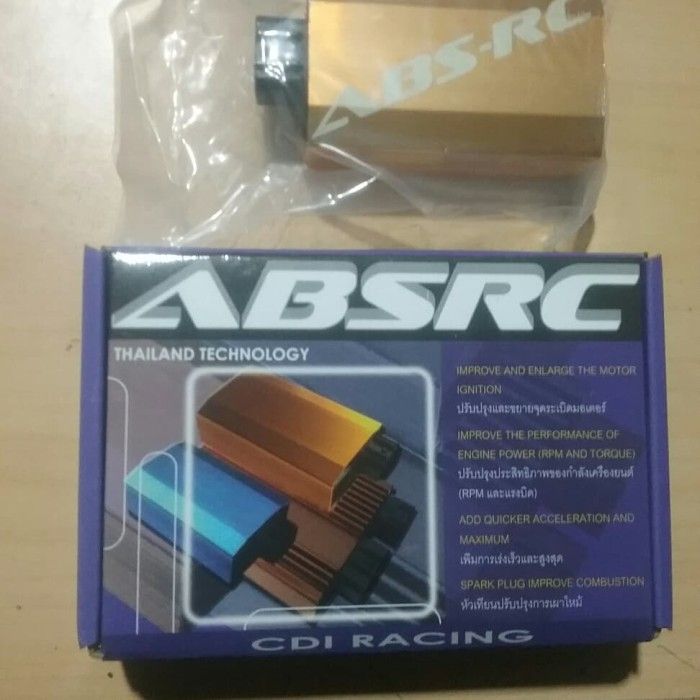 ABS-RC
ABSRC
THAILAND TECHNOLOGY
IMPROVE AND ENLARGE THE MOTOR
IGNITION
ปรับปรุงและขยายจุดระเบิดมอเตอร์
IMPROVE THE PERFORMANCE OF
ENGINE POWER (RPM AND TORQUE)
ปรับปรุงประสิทธิภาพของกำลังเครื่องยนต์
(RPM และแรงบิด)
ADD QUICKER ACCELERATION AND
MAXIMUM
เพิ่มการเร่งเร็วและสูงสุด
SPARK PLUG IMPROVE COMBUSTION
หัวเทียนปรับปรุงการเผาไหม้
CDI RACING